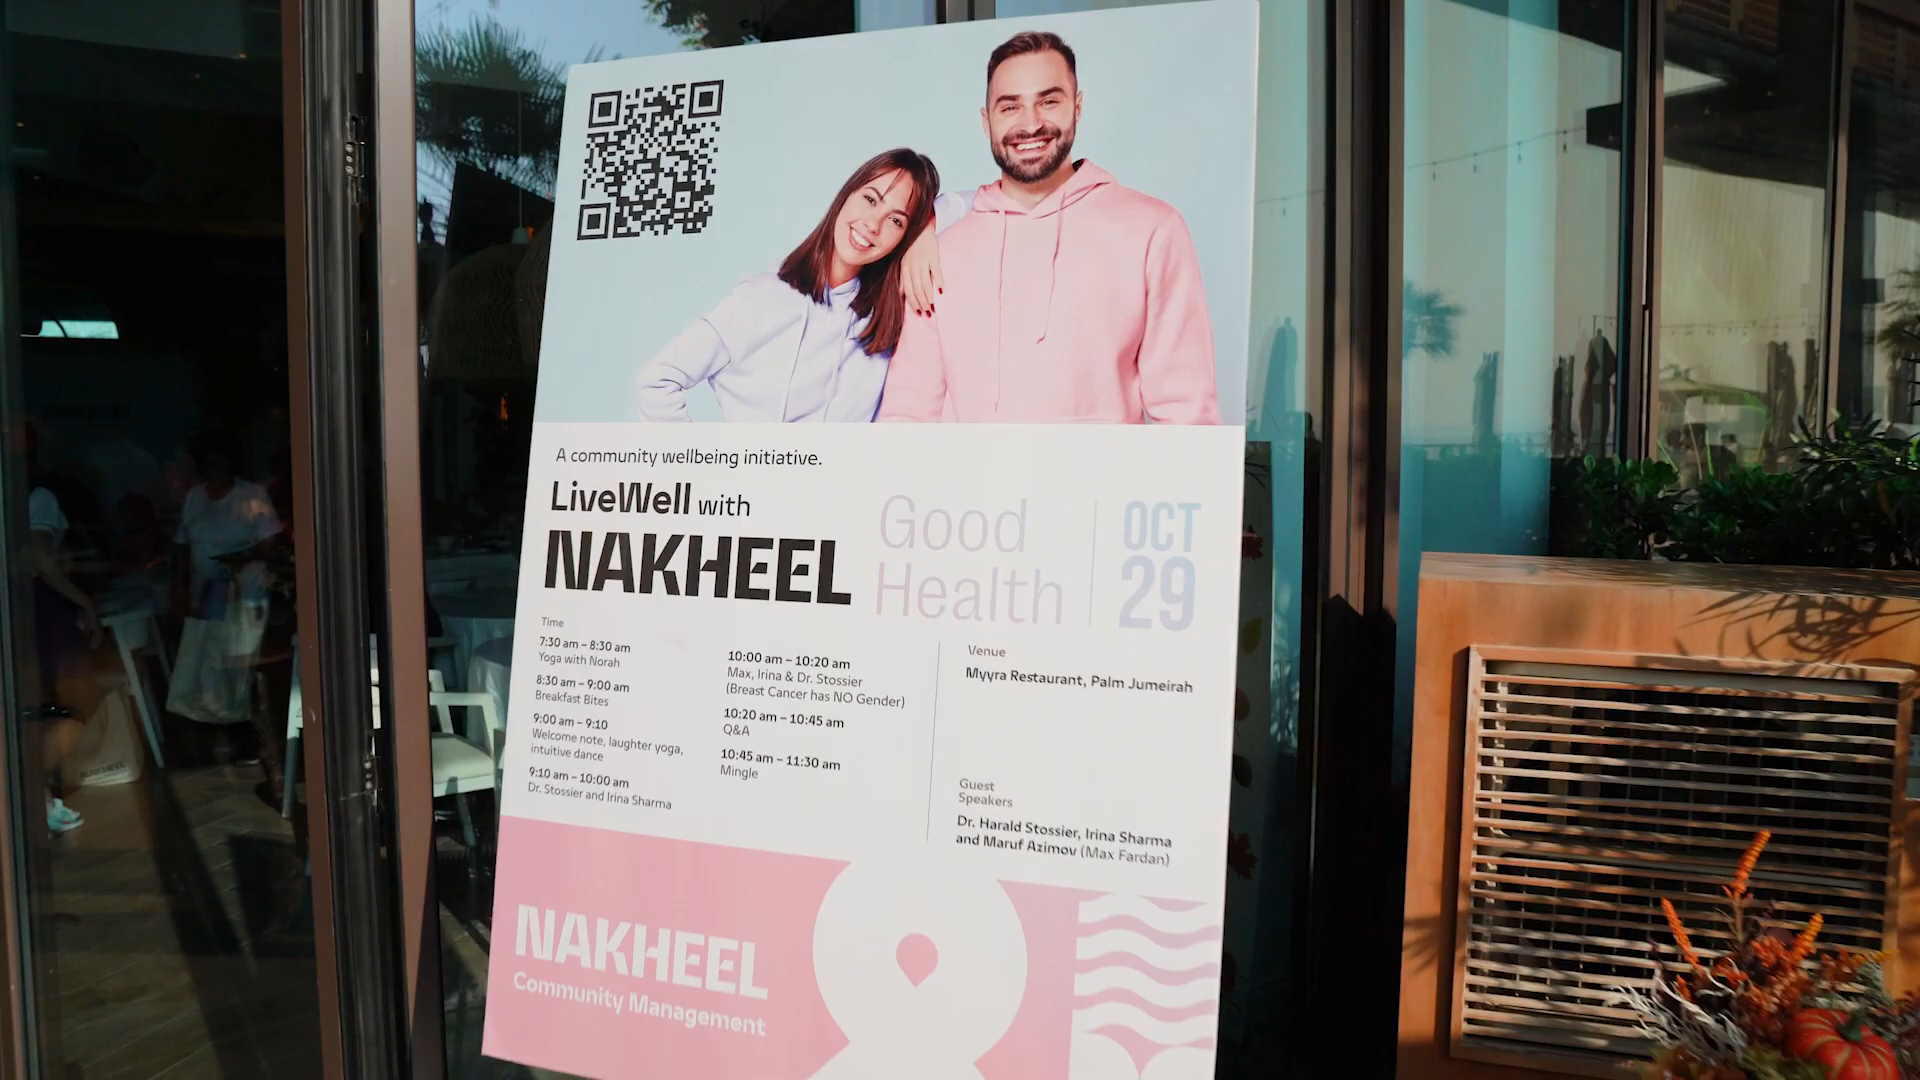 A community wellbeing initiative.
LiveWell with
NAKHEEL
Good
Health
OCT
29
Time
7:30 am – 8:30 am
Yoga with Norah
8:30 am – 9:00 am
Breakfast Bites
9:00 am – 9:10
Welcome note, laughter yoga,
intuitive dance
9:10 am – 10:00 am
Dr. Stossier and Irina Sharma
10:00 am – 10:20 am
Max, Irina & Dr. Stossier
(Breast Cancer has NO Gender)
10:20 am – 10:45 am
Q&A
10:45 am – 11:30 am
Mingle
Venue
Myyra Restaurant, Palm Jumeirah
Guest
Speakers
Dr. Harald Stossier, Irina Sharma
and Maruf Azimov (Max Fardan)
NAKHEEL
Community Management